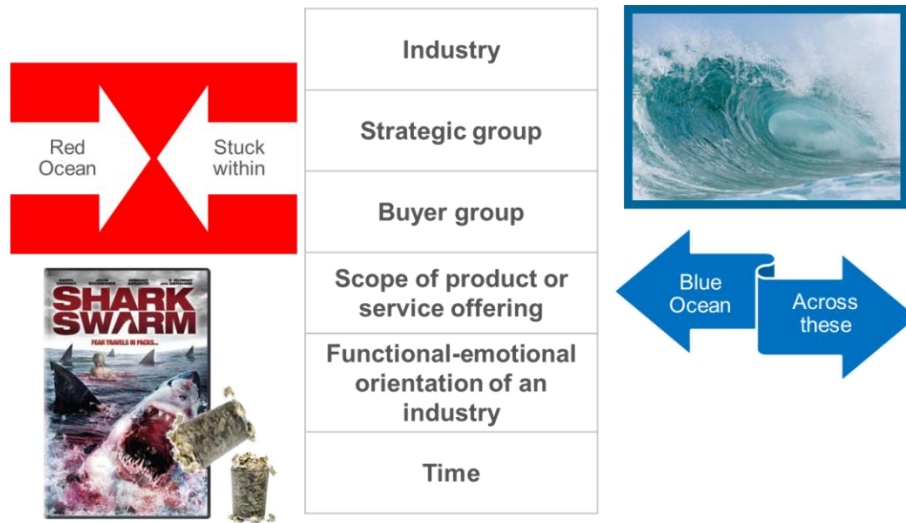 Red
Ocean
Stuck
within
SHARK
SWARM
FEAR TRAVELS IN PACKS...
Industry
Strategic group
Buyer group
Scope of product or
service offering
Functional-emotional
orientation of an
industry
Time
Blue
Ocean
Across
these